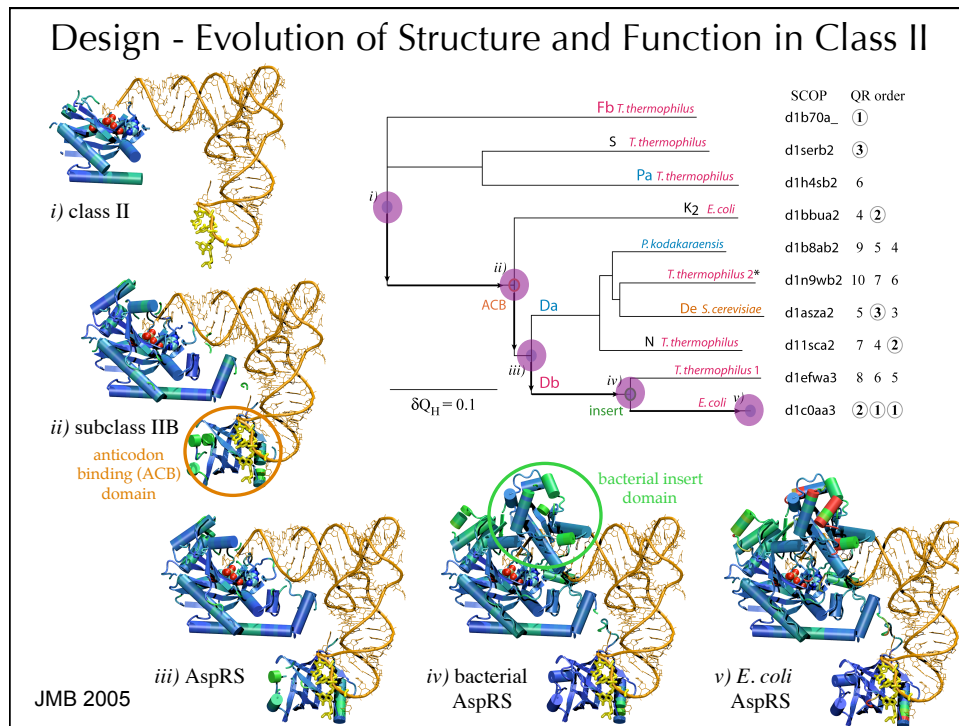 Design - Evolution of Structure and Function in Class II
SCOP QR order
Fb T. thermophilus d1b70a_ 1
S T. thermophilus d1serb2 3
Pa T. thermophilus d1h4sb2 6
i)
K2 E. coli d1bbua2 4 2
i) class II
P. kodakaraensis d1b8ab2 9 5 4
ii)
T. thermophilus 2* d1n9wb2 10 7 6
ACB
Da
De S. cerevisiae d1asza2 5 3 3
N T. thermophilus d11sca2 7 4 2
iii)
Db
iv)
T. thermophilus 1 d1efwa3 8 6 5
δQH = 0.1
insert
E. coli v) d1c0aa3 2 1 1
ii) subclass IIB
anticodon
binding (ACB)
domain
bacterial insert
domain
iii) AspRS
iv) bacterial
AspRS
v) E. coli
AspRS
JMB 2005